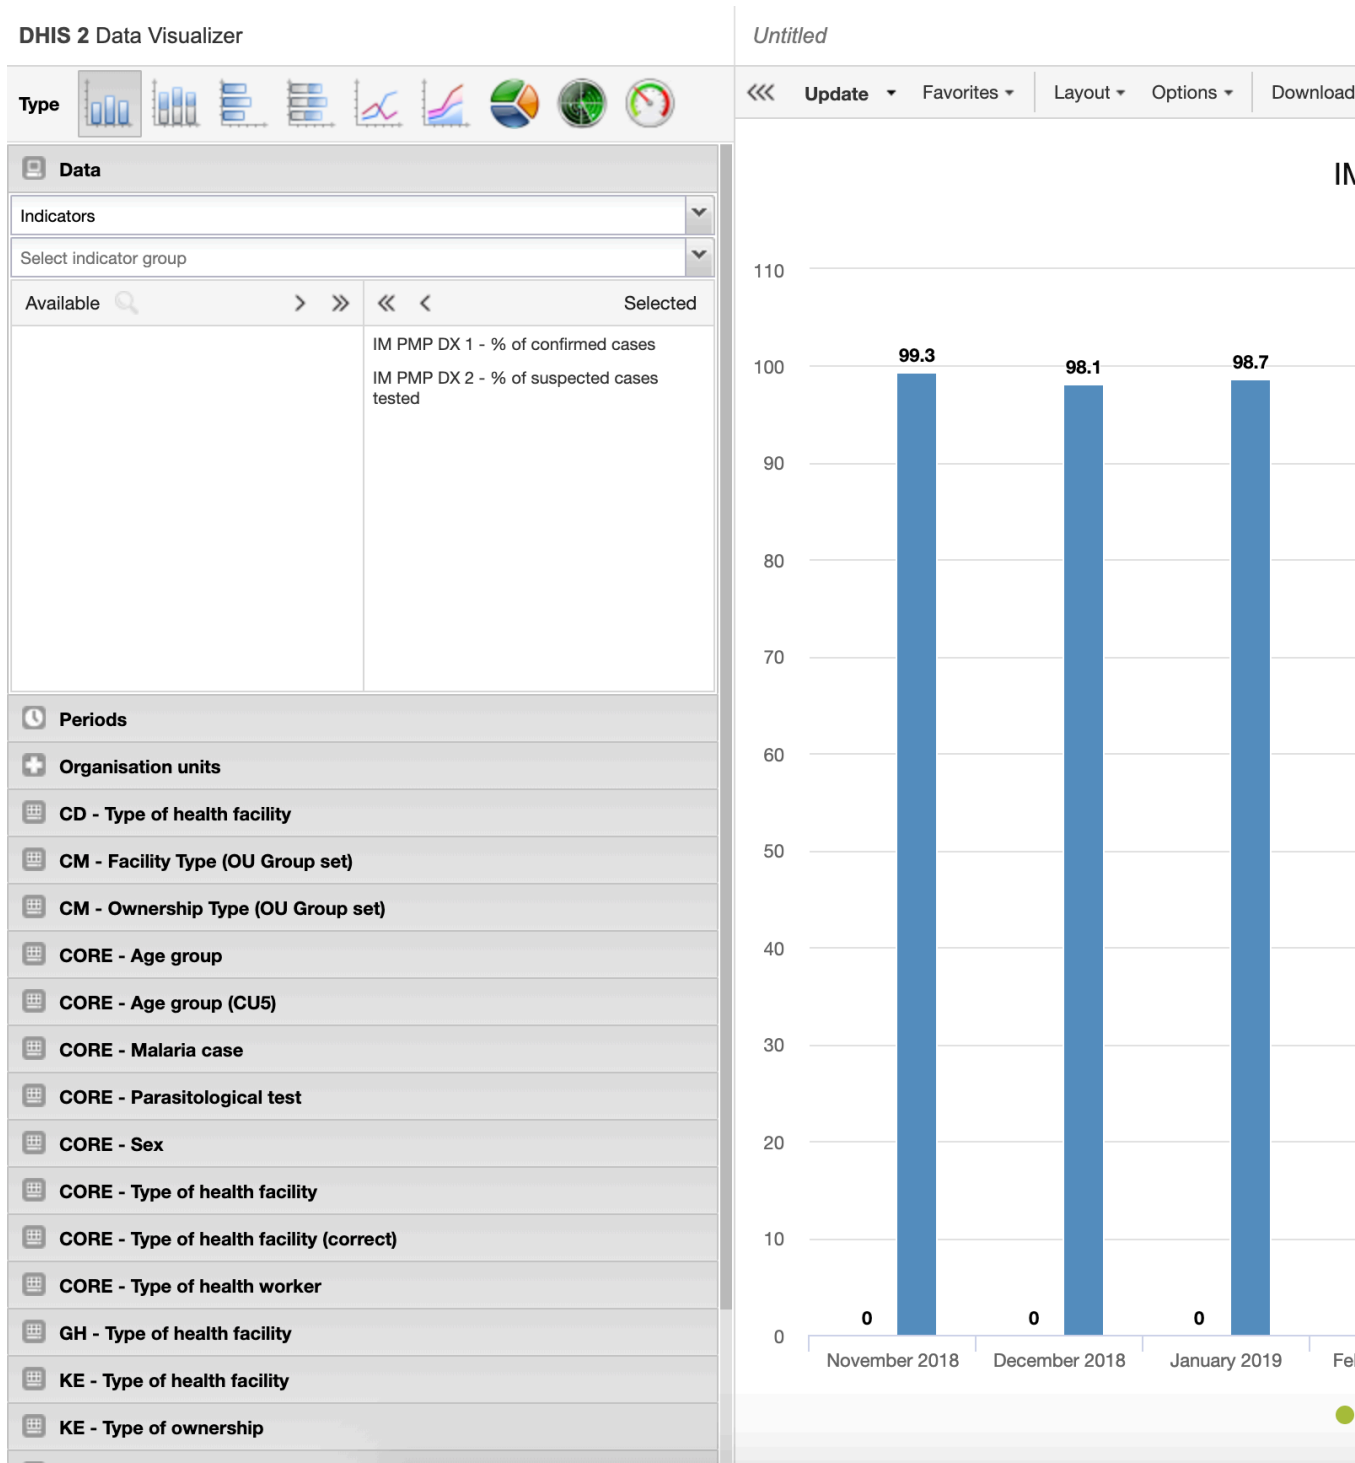 DHIS 2 Data Visualizer
Untitled
Type
Update
Favorites
Layout
Options
Download
Data
Indicators
Select indicator group
Available
Selected
IM PMP DX 1 - % of confirmed cases
IM PMP DX 2 - % of suspected cases
tested
Periods
Organisation units
CD - Type of health facility
CM - Facility Type (OU Group set)
CM - Ownership Type (OU Group set)
CORE - Age group
CORE - Age group (CU5)
CORE - Malaria case
CORE - Parasitological test
CORE - Sex
CORE - Type of health facility
CORE - Type of health facility (correct)
CORE - Type of health worker
GH - Type of health facility
KE - Type of health facility
KE - Type of ownership
110
100
90
80
70
60
50
40
30
20
10
0
99.3
98.1
98.7
0
0
0
November 2018
December 2018
January 2019